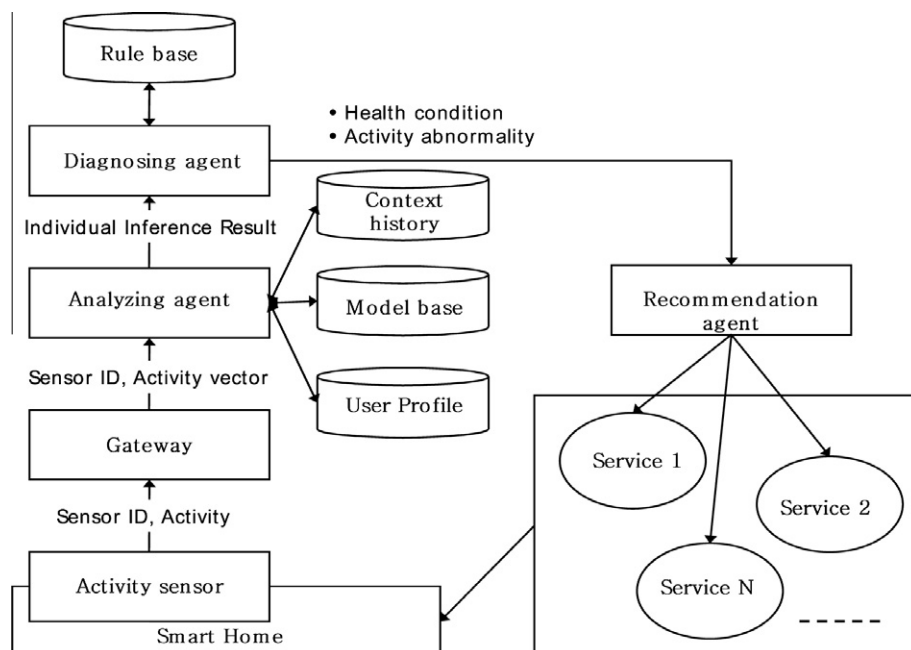 Rule base
• Health condition
• Activity abnormality
Diagnosing agent
Context
history
Individual Inference Result
Analyzing agent
Model base
Recommendation
agent
Sensor ID, Activity vector
User Profile
Gateway
Service 1
Service 2
Sensor ID, Activity
Activity sensor
Service N
Smart Home